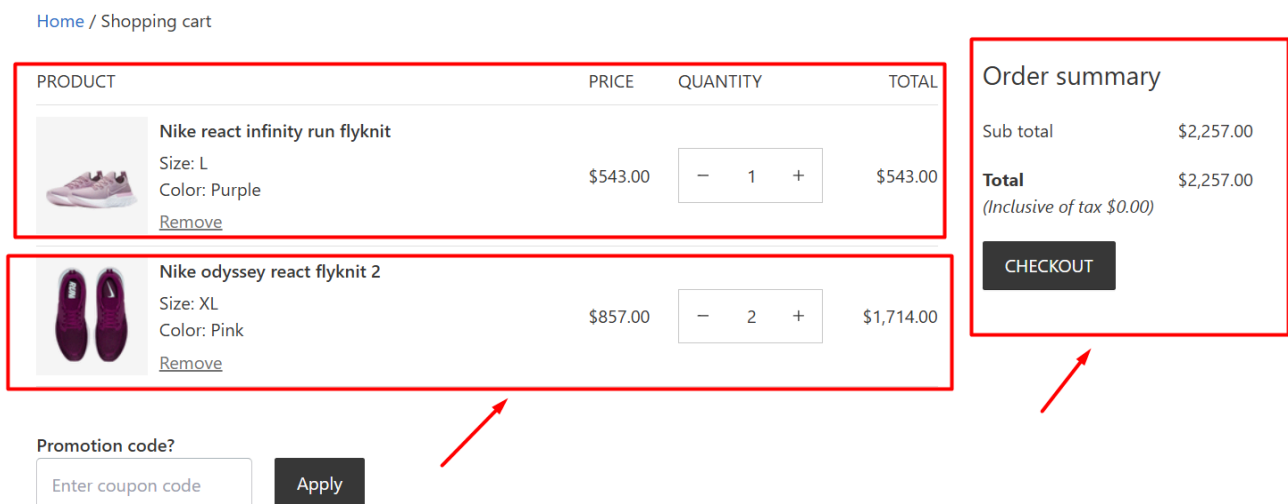 Home / Shopping cart
PRODUCT PRICE QUANTITY TOTAL
Nike react infinity run flyknit
Size: L
Color: Purple
Remove
$543.00 − 1 + $543.00
Nike odyssey react flyknit 2
Size: XL
Color: Pink
Remove
$857.00 − 2 + $1,714.00
Promotion code?
Enter coupon code Apply
Order summary
Sub total $2,257.00
Total $2,257.00
(Inclusive of tax $0.00)
CHECKOUT